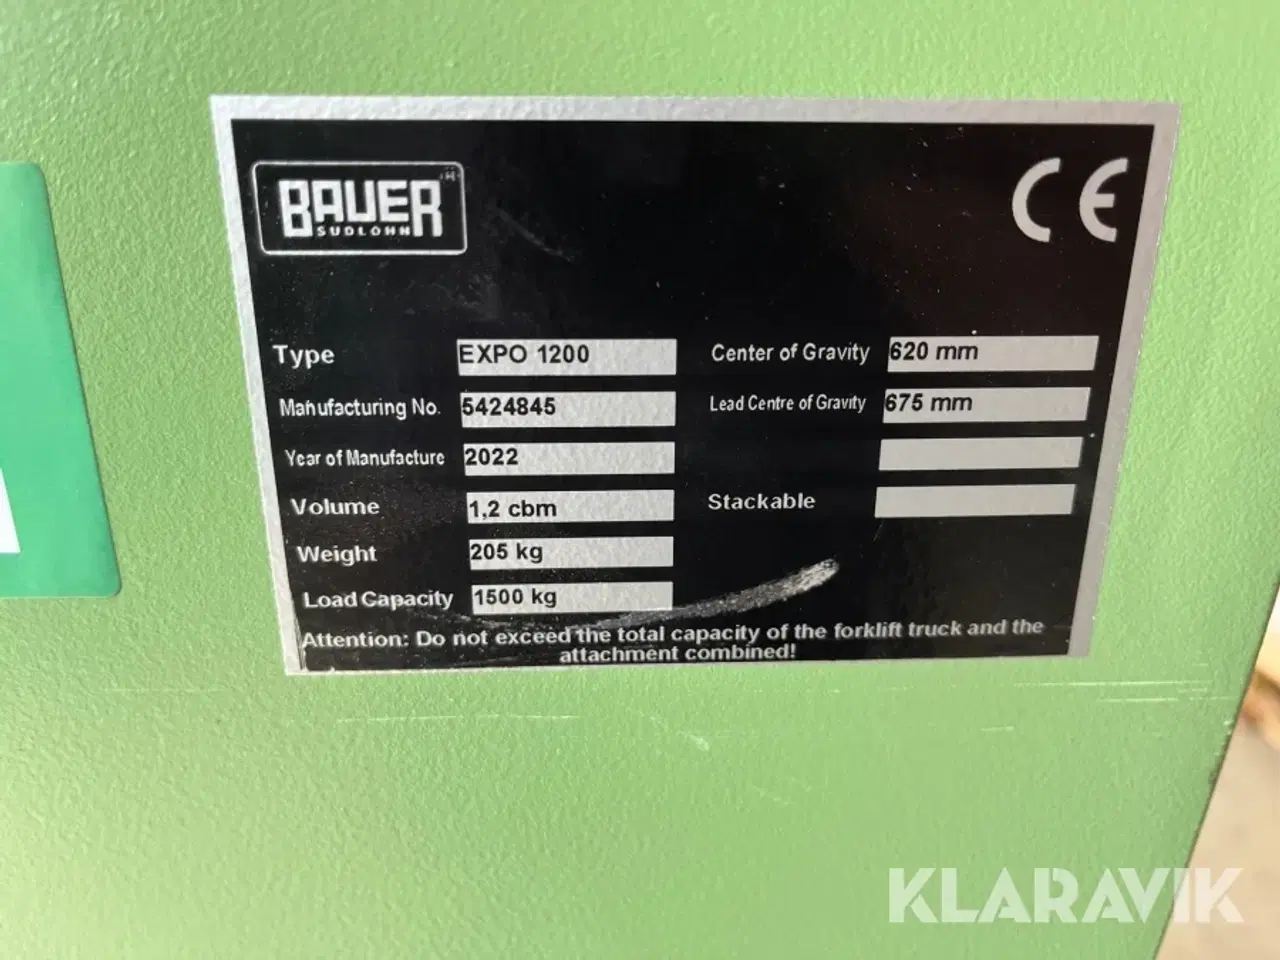 BAUER
SUDLOHN
CE
Type EXPO 1200
Manufacturing No. 5424845
Year of Manufacture 2022
Volume 1,2 cbm
Weight 205 kg
Load Capacity 1500 kg
Center of Gravity 620 mm
Lead Centre of Gravity 675 mm
Stackable
Attention: Do not exceed the total capacity of the forklift truck and the
attachment combined!
KLARAVIK